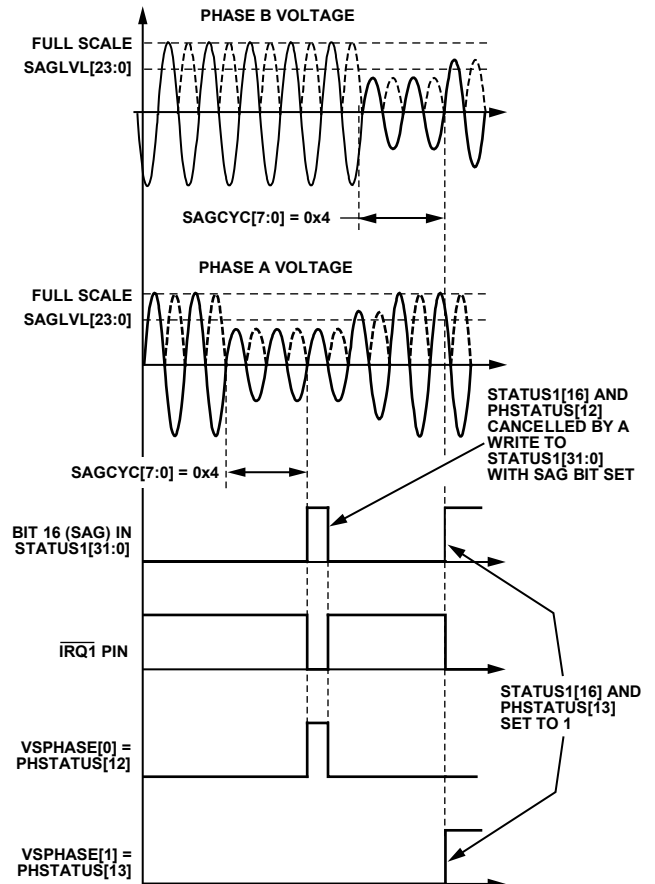 PHASE B VOLTAGE
FULL SCALE
SAGLVL[23:0]
SAGCYC[7:0] = 0x4
PHASE A VOLTAGE
FULL SCALE
SAGLVL[23:0]
STATUS1[16] AND
PHSTATUS[12]
CANCELLED BY A
WRITE TO
STATUS1[31:0]
WITH SAG BIT SET
SAGCYC[7:0] = 0x4
BIT 16 (SAG) IN
STATUS1[31:0]
IRQ1 PIN
STATUS1[16] AND
PHSTATUS[13]
SET TO 1
VSPHASE[0] =
PHSTATUS[12]
VSPHASE[1] =
PHSTATUS[13]